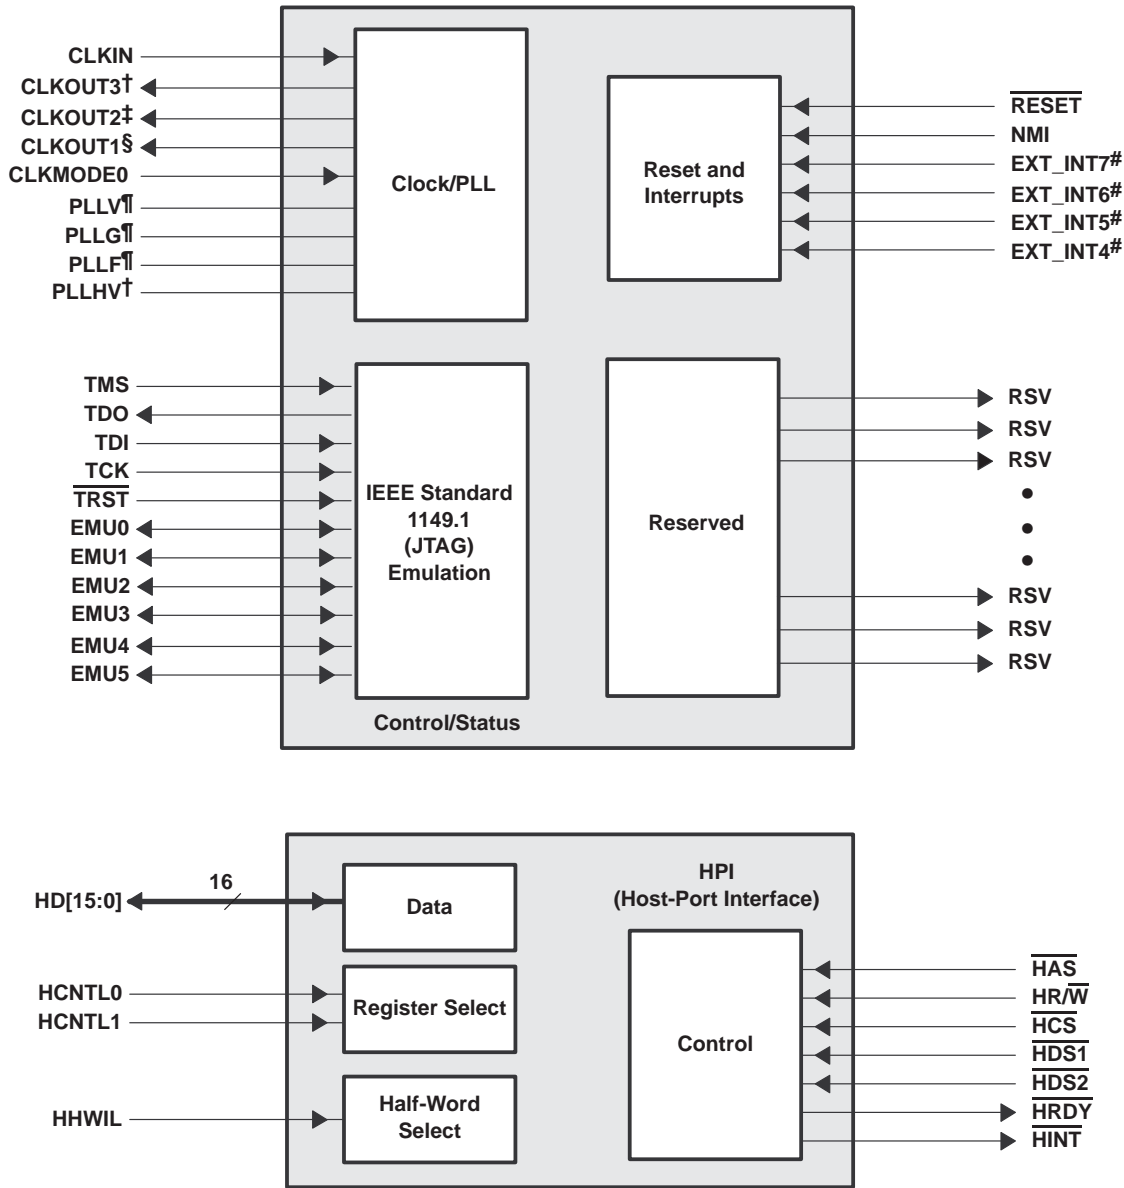 CLKIN
CLKOUT3†
CLKOUT2‡
CLKOUT1§
CLKMODE0
PLLV¶
PLLG¶
PLLF¶
PLLHV†
Clock/PLL
Reset and
Interrupts
RESET
NMI
EXT_INT7#
EXT_INT6#
EXT_INT5#
EXT_INT4#
TMS
TDO
TDI
TCK
TRST
EMU0
EMU1
EMU2
EMU3
EMU4
EMU5
IEEE Standard
1149.1
(JTAG)
Emulation
Reserved
RSV
RSV
RSV
RSV
RSV
RSV
Control/Status
HD[15:0]
16
Data
HPI
(Host-Port Interface)
HCNTL0
HCNTL1
Register Select
HHWIL
Half-Word
Select
Control
HAS
HR/W
HCS
HDS1
HDS2
HRDY
HINT